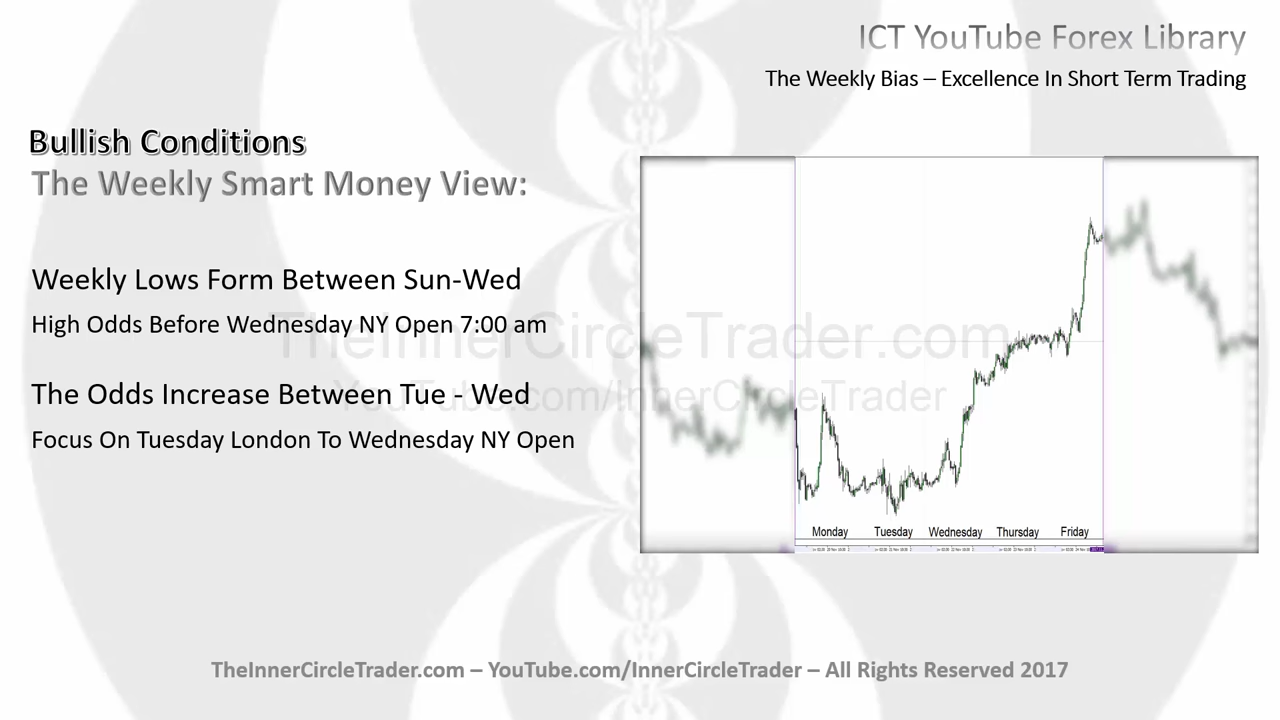 ICT YouTube Forex Library
The Weekly Bias – Excellence In Short Term Trading
Bullish Conditions
The Weekly Smart Money View:
Weekly Lows Form Between Sun-Wed
High Odds Before Wednesday NY Open 7:00 am
The Odds Increase Between Tue - Wed
Focus On Tuesday London To Wednesday NY Open
TheInnerCircleTrader.com
YouTube.com/InnerCircleTrader
Monday Tuesday Wednesday Thursday Friday
TheInnerCircleTrader.com – YouTube.com/InnerCircleTrader – All Rights Reserved 2017